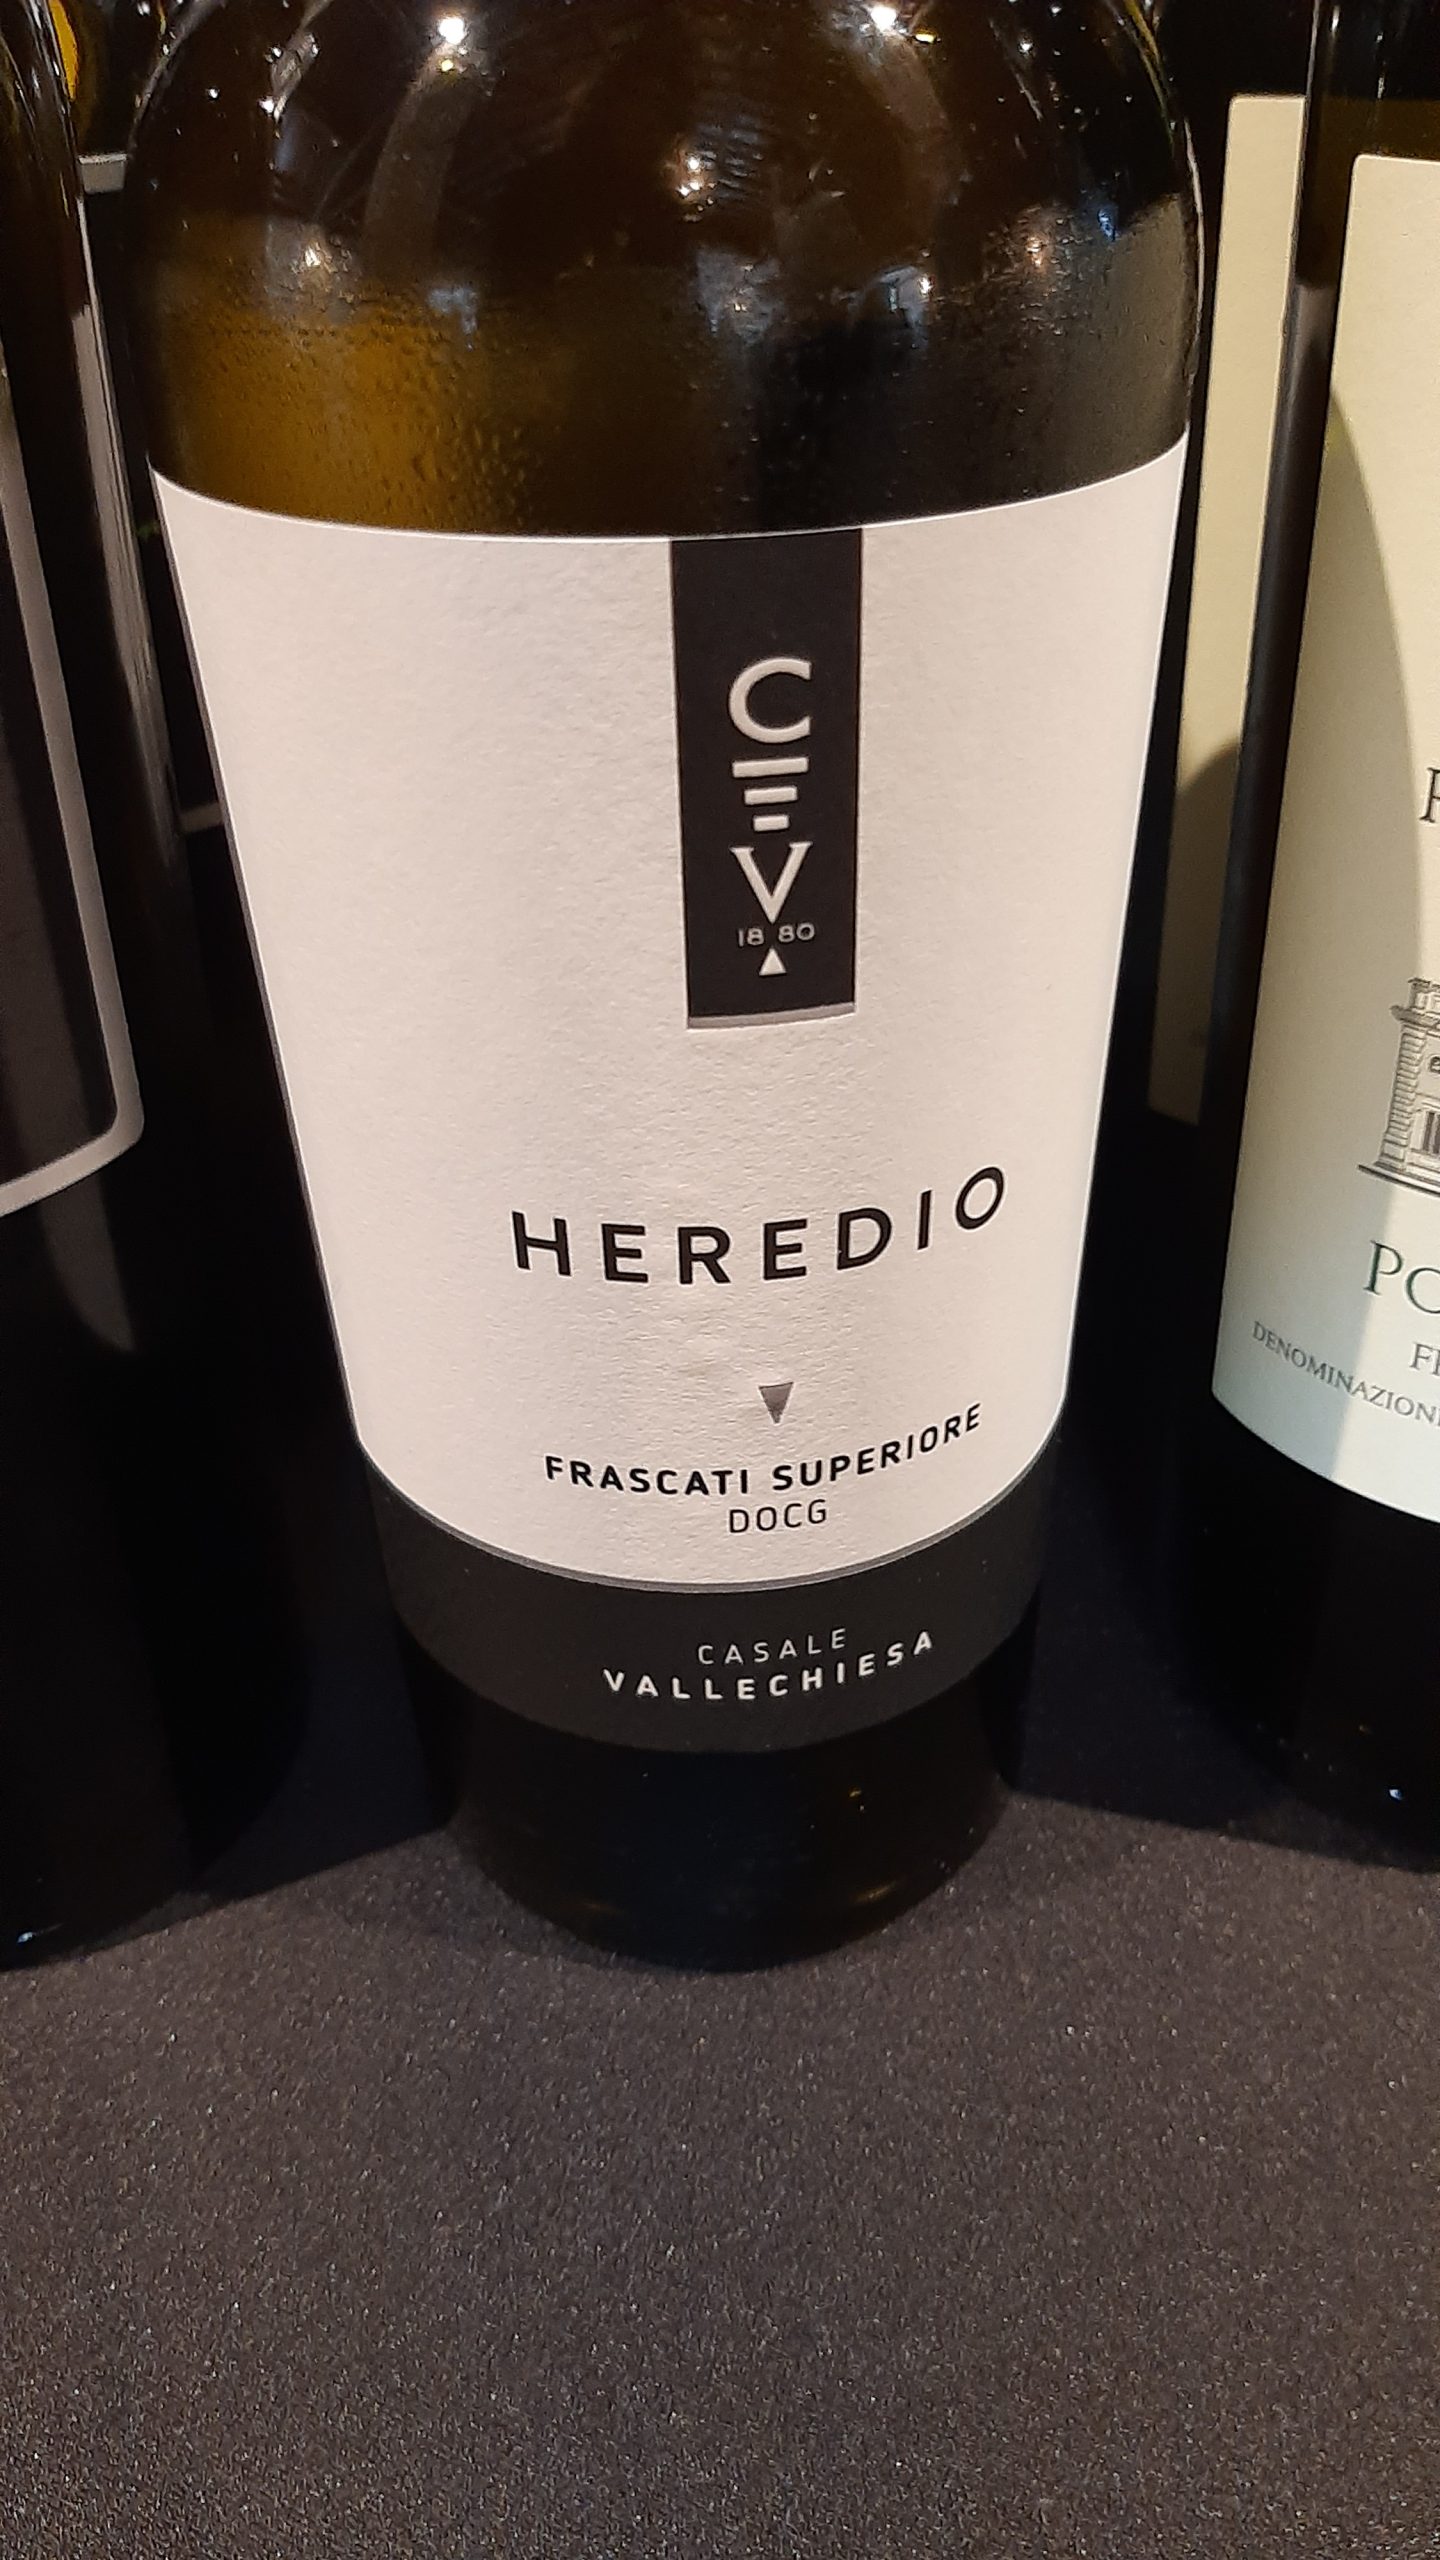 C
V
18 80
HEREDIO
FRASCATI SUPERIORE
DOCG
CASALE
VALLECHIESA
DENOMINAZIONE